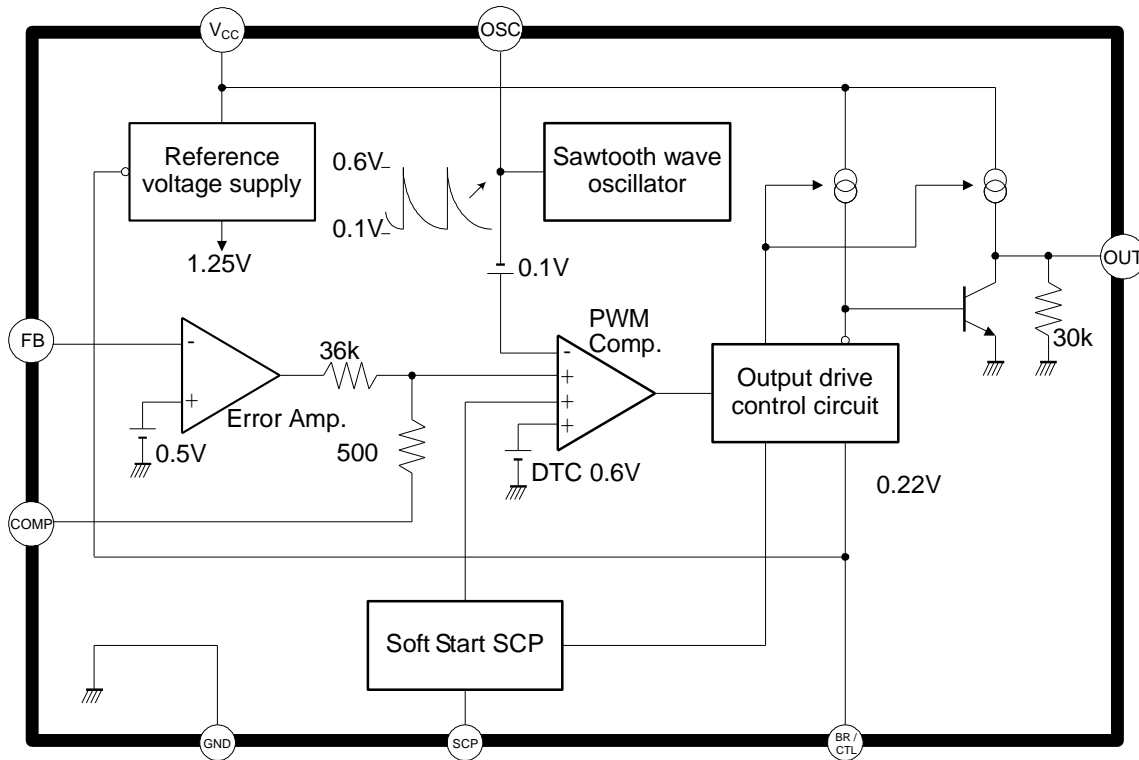 VCC
OSC
Reference
voltage supply
0.6V
0.1V
Sawtooth wave
oscillator
1.25V
0.1V
OUT
FB
-
+
36k
PWM
Comp.
-
+
+
+
30k
Output drive
control circuit
Error Amp.
0.5V
500
DTC 0.6V
0.22V
COMP
Soft Start SCP
GND
SCP
BR /
CTL